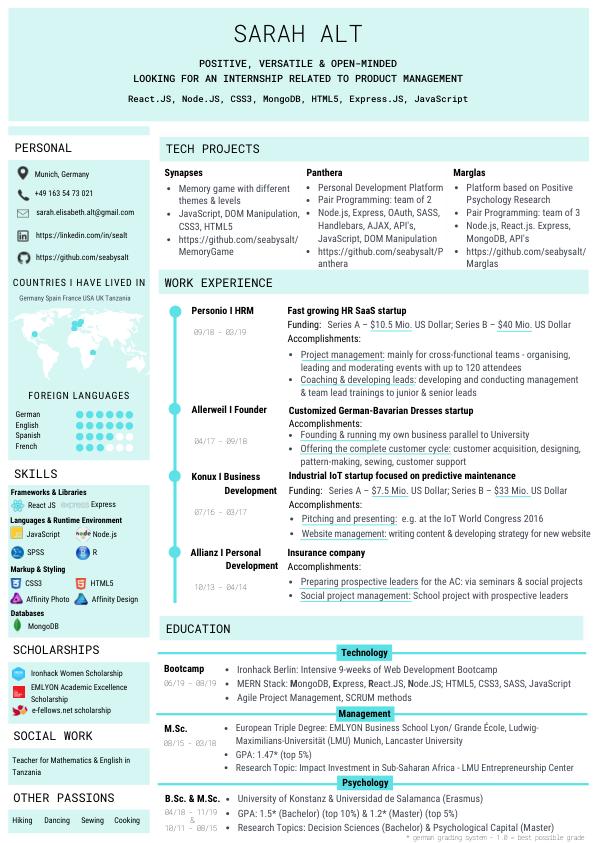 SARAH ALT
POSITIVE, VERSATILE & OPEN-MINDED
LOOKING FOR AN INTERNSHIP RELATED TO PRODUCT MANAGEMENT
React.JS, Node.JS, CSS3, MongoDB, HTML5, Express.JS, JavaScript
PERSONAL
Munich, Germany
+49 163 54 73 021
sarah.elisabeth.alt@gmail.com
https://linkedin.com/in/sealt
https://github.com/seabysalt
COUNTRIES I HAVE LIVED IN
Germany Spain France USA UK Tanzania
FOREIGN LANGUAGES
German
English
Spanish
French
SKILLS
Frameworks & Libraries
React JS express Express
Languages & Runtime Environment
JavaScript node Node.js
SPSS R
Markup & Styling
CSS3 HTML5
Affinity Photo Affinity Design
Databases
MongoDB
SCHOLARSHIPS
Ironhack Women Scholarship
EMLYON Academic Excellence
Scholarship
e-fellows.net scholarship
SOCIAL WORK
Teacher for Mathematics & English in
Tanzania
OTHER PASSIONS
Hiking Dancing Sewing Cooking
TECH PROJECTS
Synapses
• Memory game with different
themes & levels
• JavaScript, DOM Manipulation,
CSS3, HTML5
• https://github.com/seabysalt/
MemoryGame
Panthera
• Personal Development Platform
• Pair Programming: team of 2
• Node.js, Express, OAuth, SASS,
Handlebars, AJAX, API's,
JavaScript, DOM Manipulation
• https://github.com/seabysalt/P
anthera
Marglas
• Platform based on Positive
Psychology Research
• Pair Programming: team of 3
• Node.js, React.js. Express,
MongoDB, API's
• https://github.com/seabysalt/
Marglas
WORK EXPERIENCE
Personio I HRM
09/18 - 03/19
Fast growing HR SaaS startup
Funding: Series A – $10.5 Mio. US Dollar; Series B – $40 Mio. US Dollar
Accomplishments:
• Project management: mainly for cross-functional teams - organising,
leading and moderating events with up to 120 attendees
• Coaching & developing leads: developing and conducting management
& team lead trainings to junior & senior leads
Allerweil I Founder
04/17 - 09/18
Customized German-Bavarian Dresses startup
Accomplishments:
• Founding & running my own business parallel to University
• Offering the complete customer cycle: customer acquisition, designing,
pattern-making, sewing, customer support
Konux I Business
Development
07/16 - 03/17
Industrial IoT startup focused on predictive maintenance
Funding: Series A – $7.5 Mio. US Dollar; Series B – $33 Mio. US Dollar
Accomplishments:
• Pitching and presenting: e.g. at the IoT World Congress 2016
• Website management: writing content & developing strategy for new website
Allianz I Personal
Development
10/13 - 04/14
Insurance company
Accomplishments:
• Preparing prospective leaders for the AC: via seminars & social projects
• Social project management: School project with prospective leaders
EDUCATION
Technology
Bootcamp
06/19 - 08/19
• Ironhack Berlin: Intensive 9-weeks of Web Development Bootcamp
• MERN Stack: MongoDB, Express, React.JS, Node.JS; HTML5, CSS3, SASS, JavaScript
• Agile Project Management, SCRUM methods
Management
M.Sc.
08/15 - 03/18
• European Triple Degree: EMLYON Business School Lyon/ Grande École, Ludwig-
Maximilians-Universität (LMU) Munich, Lancaster University
• GPA: 1.47* (top 5%)
• Research Topic: Impact Investment in Sub-Saharan Africa - LMU Entrepreneurship Center
Psychology
B.Sc. & M.Sc.
04/18 - 11/19
&
10/11 - 08/15
• University of Konstanz & Universidad de Salamanca (Erasmus)
• GPA: 1.5* (Bachelor) (top 10%) & 1.2* (Master) (top 5%)
• Research Topics: Decision Sciences (Bachelor) & Psychological Capital (Master)
* german grading system - 1.0 = best possible grade